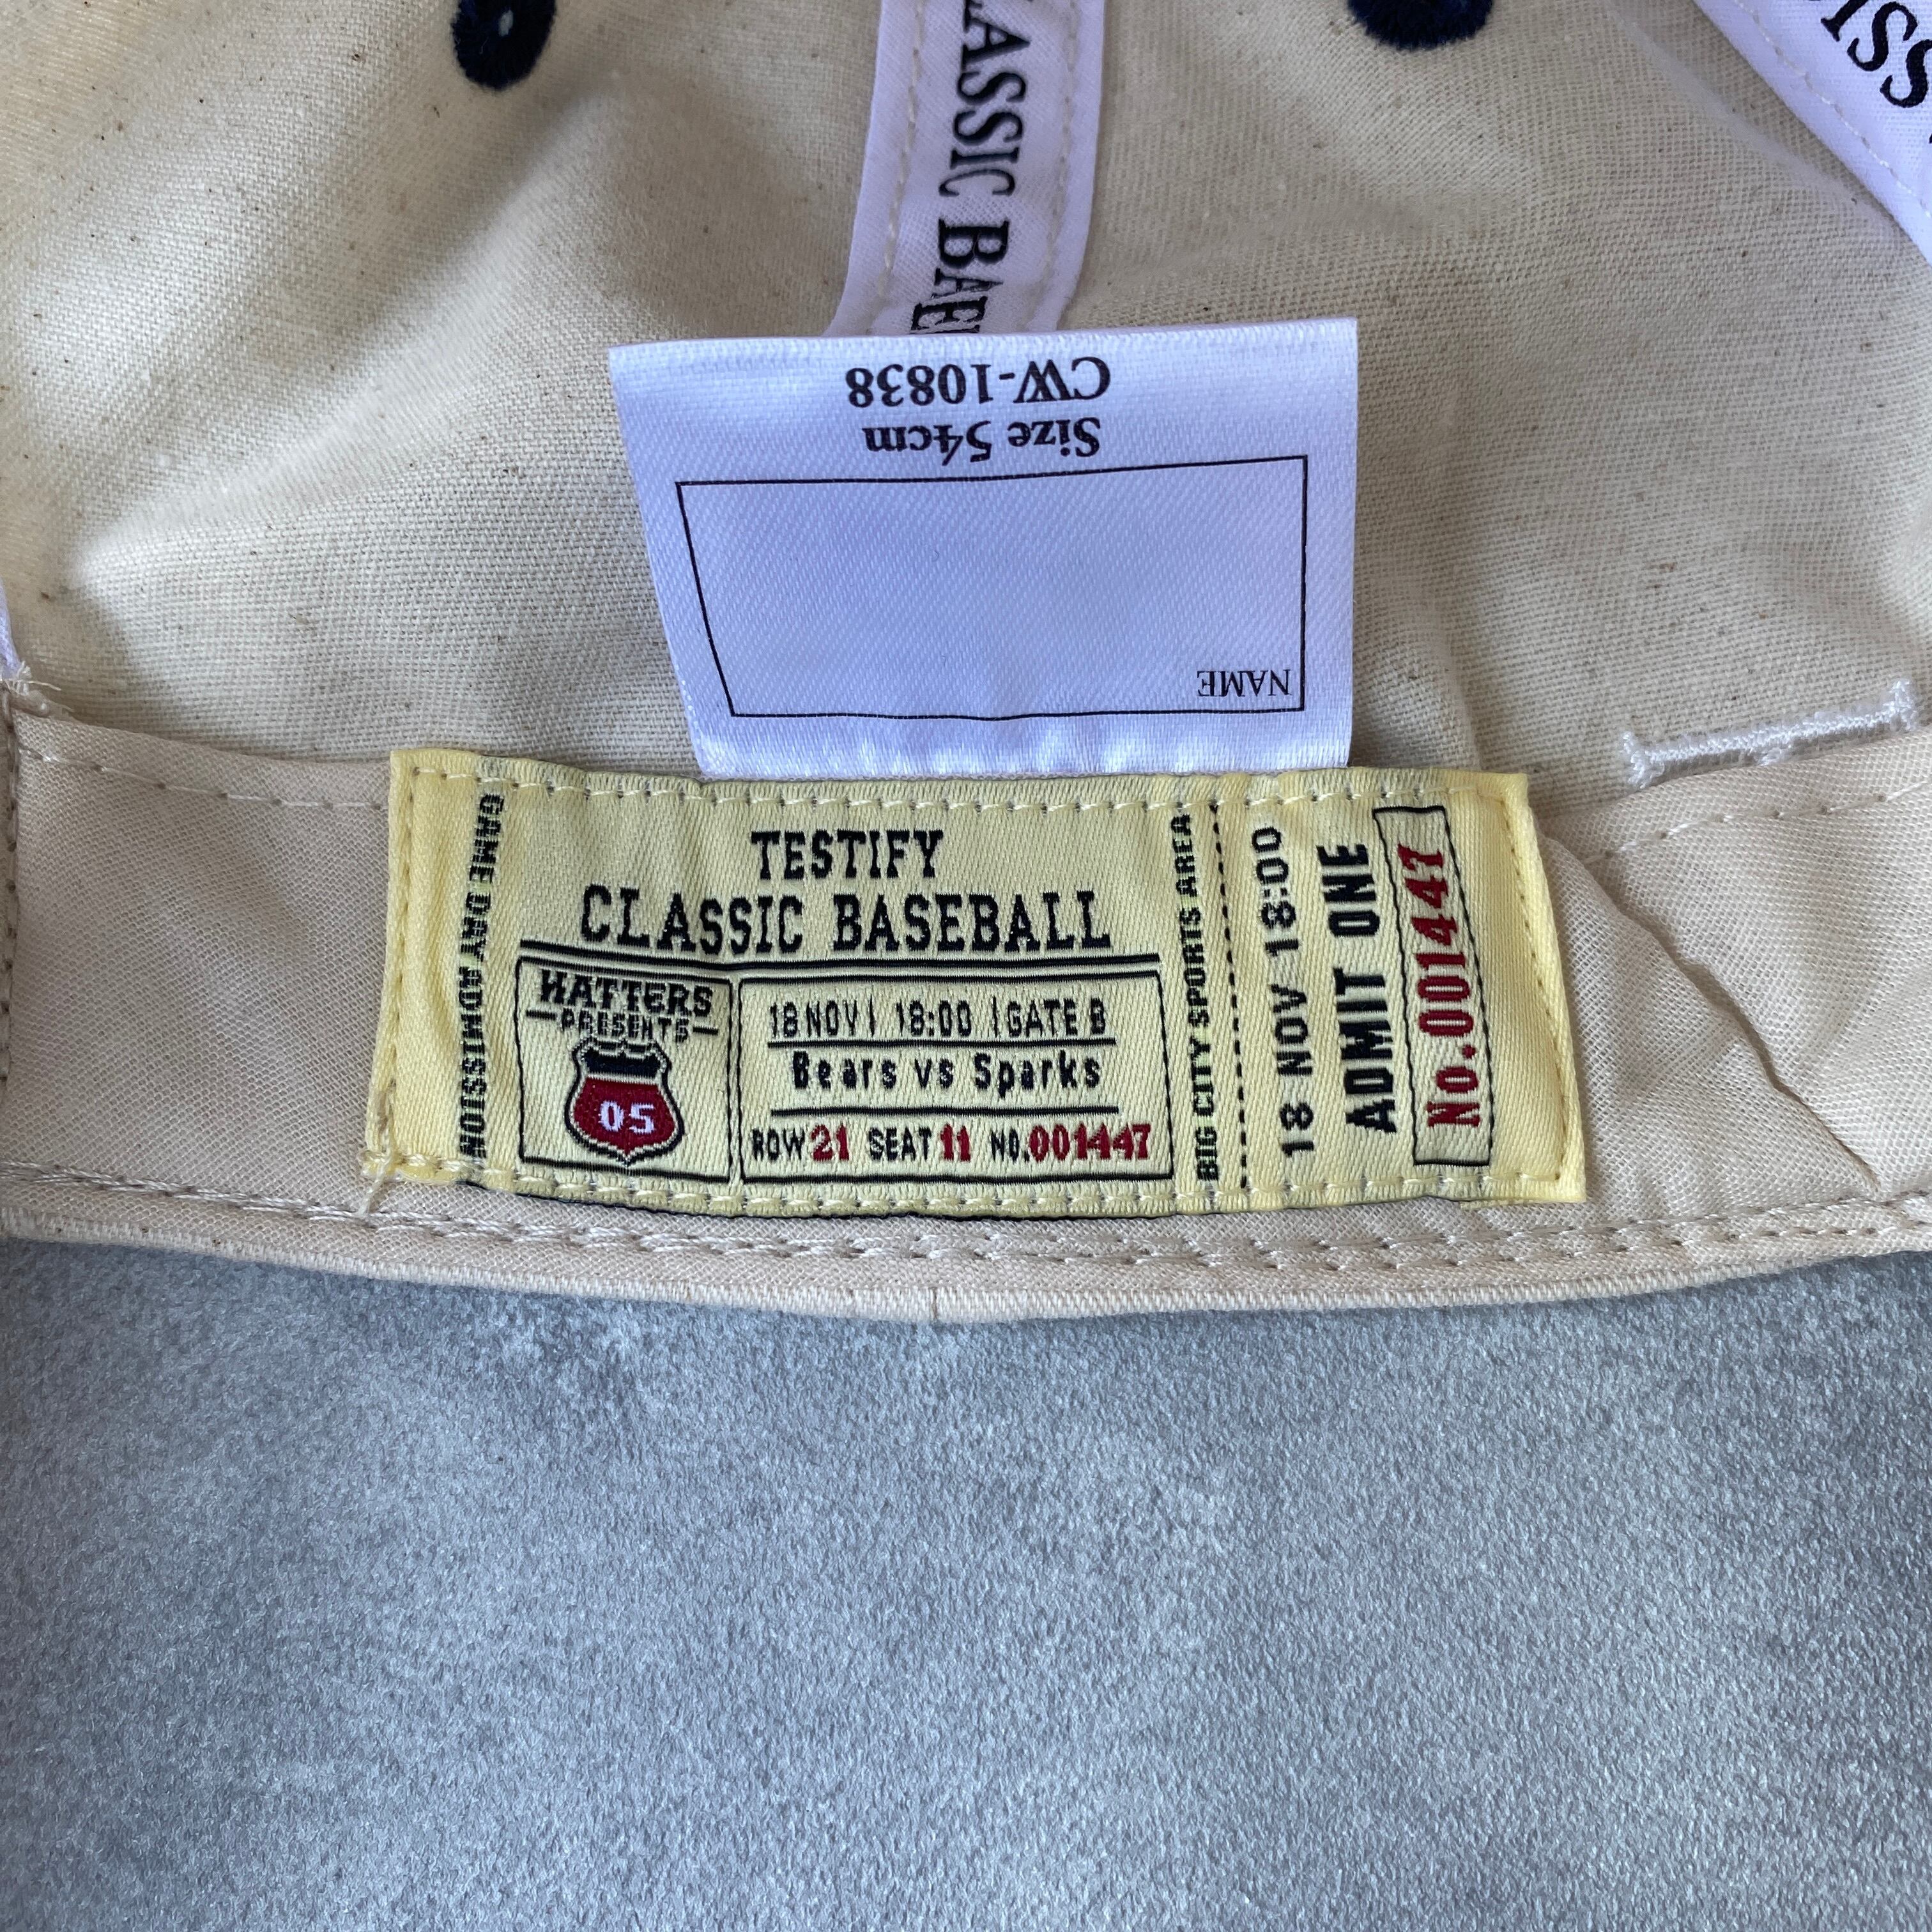 CLASSIC BA
CW-10838
Size 54cm
NAME
GAME DAY ADMISSION
TESTIFY
CLASSIC BASEBALL
HATTERS
PRESENTS
05
18 NOV | 18:00 | GATE B
Bears vs Sparks
ROW 21 SEAT 11 NO.001447
BIG CITY SPORTS AREA
18 NOV 18:00
ADMIT ONE
No.001447